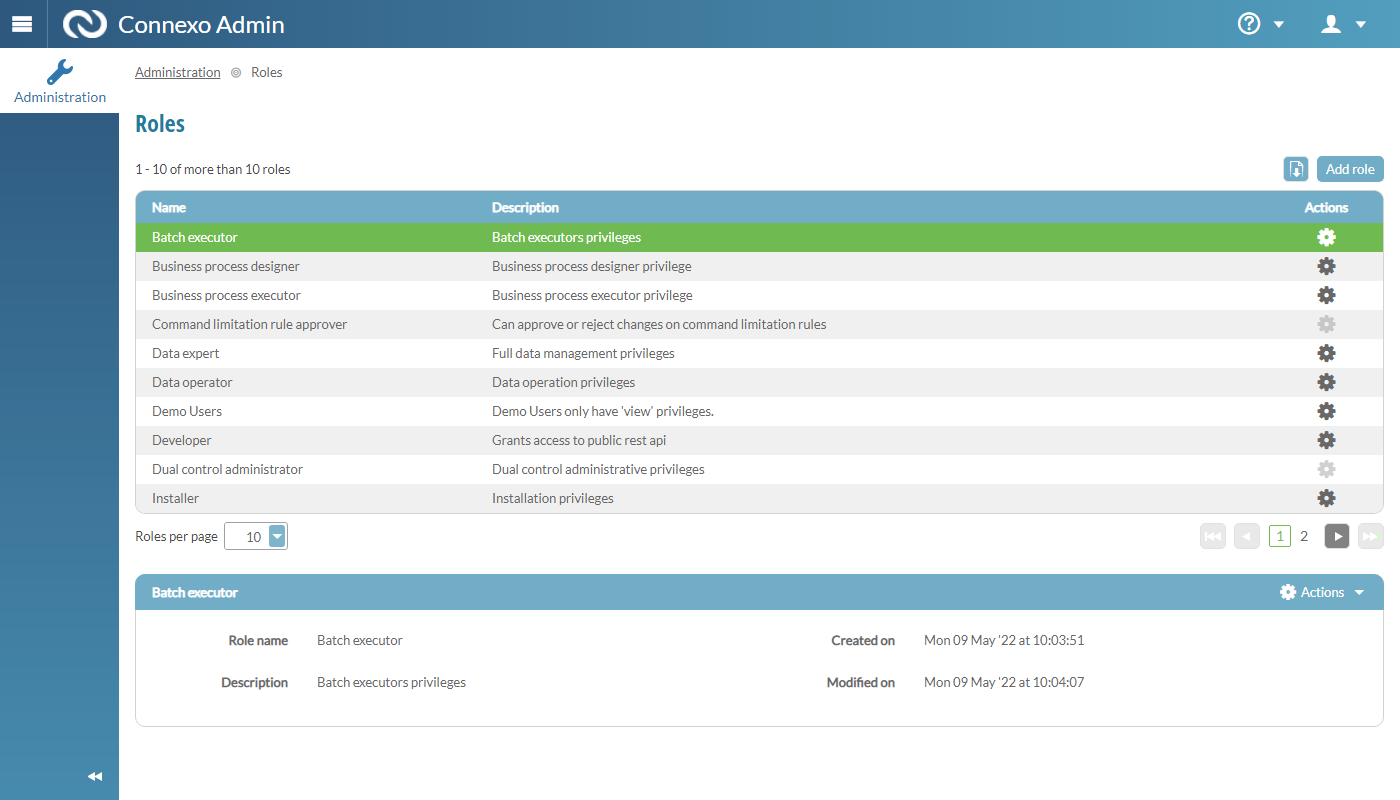 Connexo Admin
Administration
Administration Roles
Roles
1 - 10 of more than 10 roles
Add role
Name Description Actions
Batch executor Batch executors privileges
Business process designer Business process designer privilege
Business process executor Business process executor privilege
Command limitation rule approver Can approve or reject changes on command limitation rules
Data expert Full data management privileges
Data operator Data operation privileges
Demo Users Demo Users only have 'view' privileges.
Developer Grants access to public rest api
Dual control administrator Dual control administrative privileges
Installer Installation privileges
Roles per page 10 1 2
Batch executor Actions
Role name Batch executor Created on Mon 09 May '22 at 10:03:51
Description Batch executors privileges Modified on Mon 09 May '22 at 10:04:07